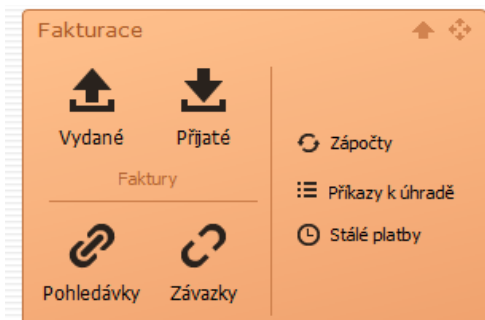 Fakturace
Vydané
Přijaté
Faktury
Pohledávky
Závazky
Zápočty
Příkazy k úhradě
Stálé platby